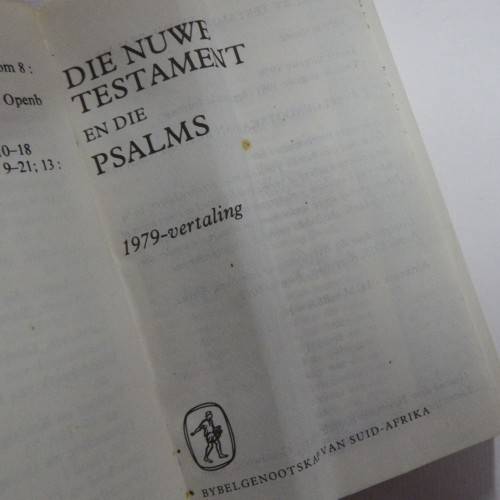 om 8 :
Openb
0–18
9–21; 13 :
DIE NUWE
TESTAMENT
EN DIE
PSALMS
1979-vertaling
BYBELGENOOTSKAP VAN SUID-AFRIKA